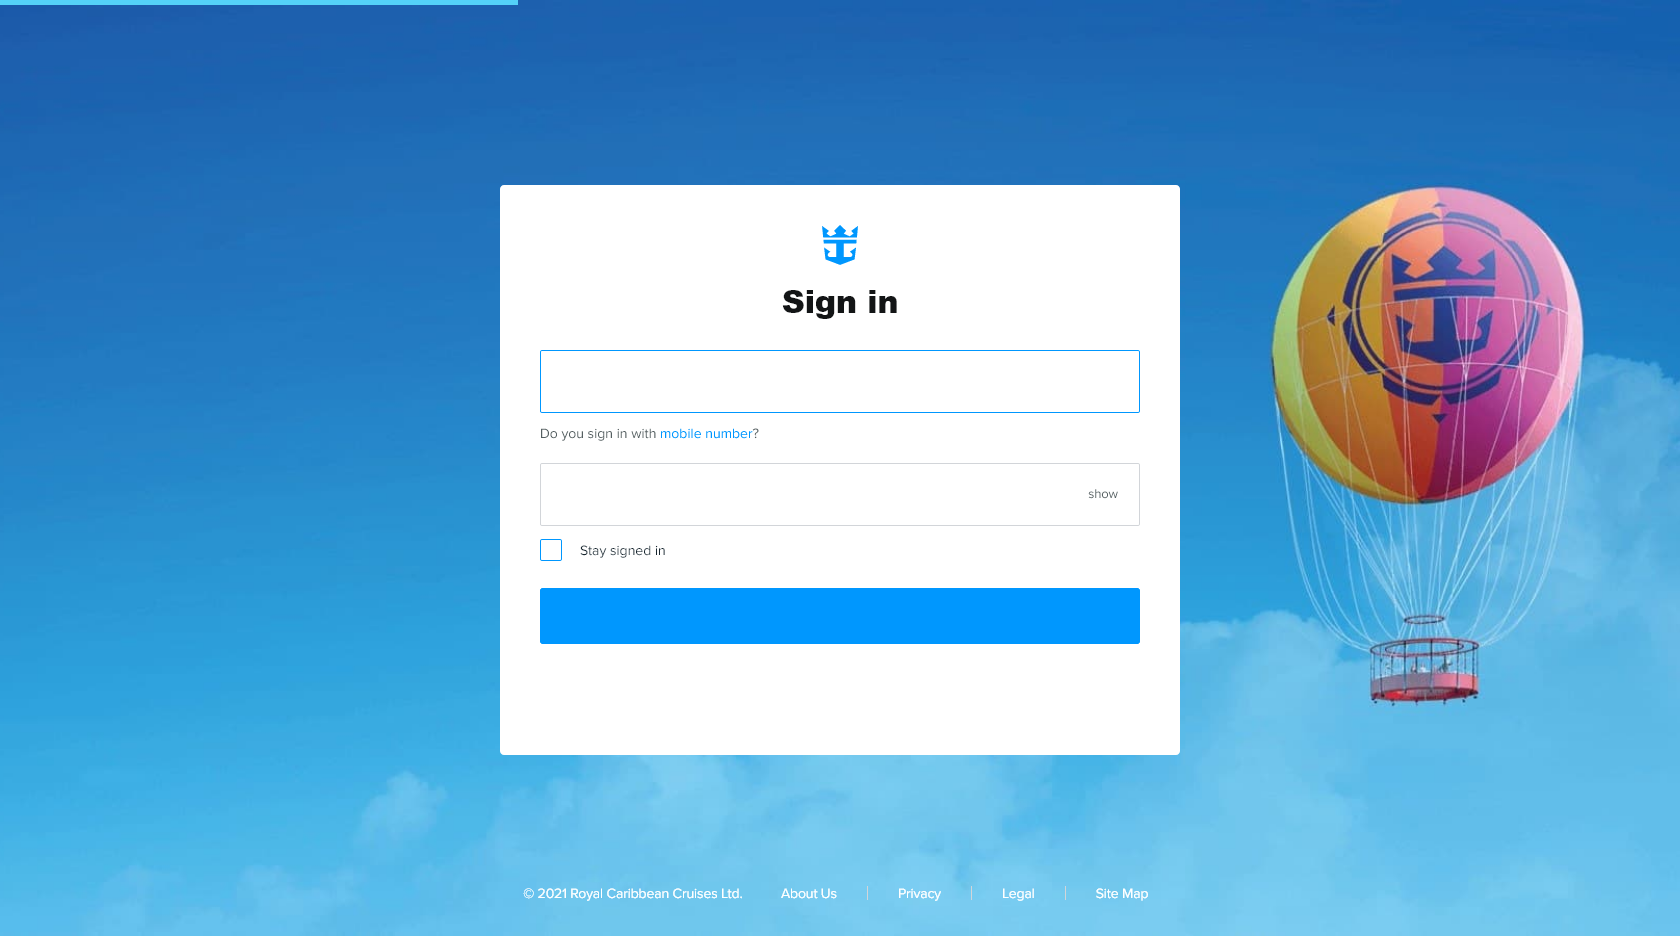 Sign in
Do you sign in with mobile number?
show
Stay signed in
© 2021 Royal Caribbean Cruises Ltd. About Us Privacy Legal Site Map